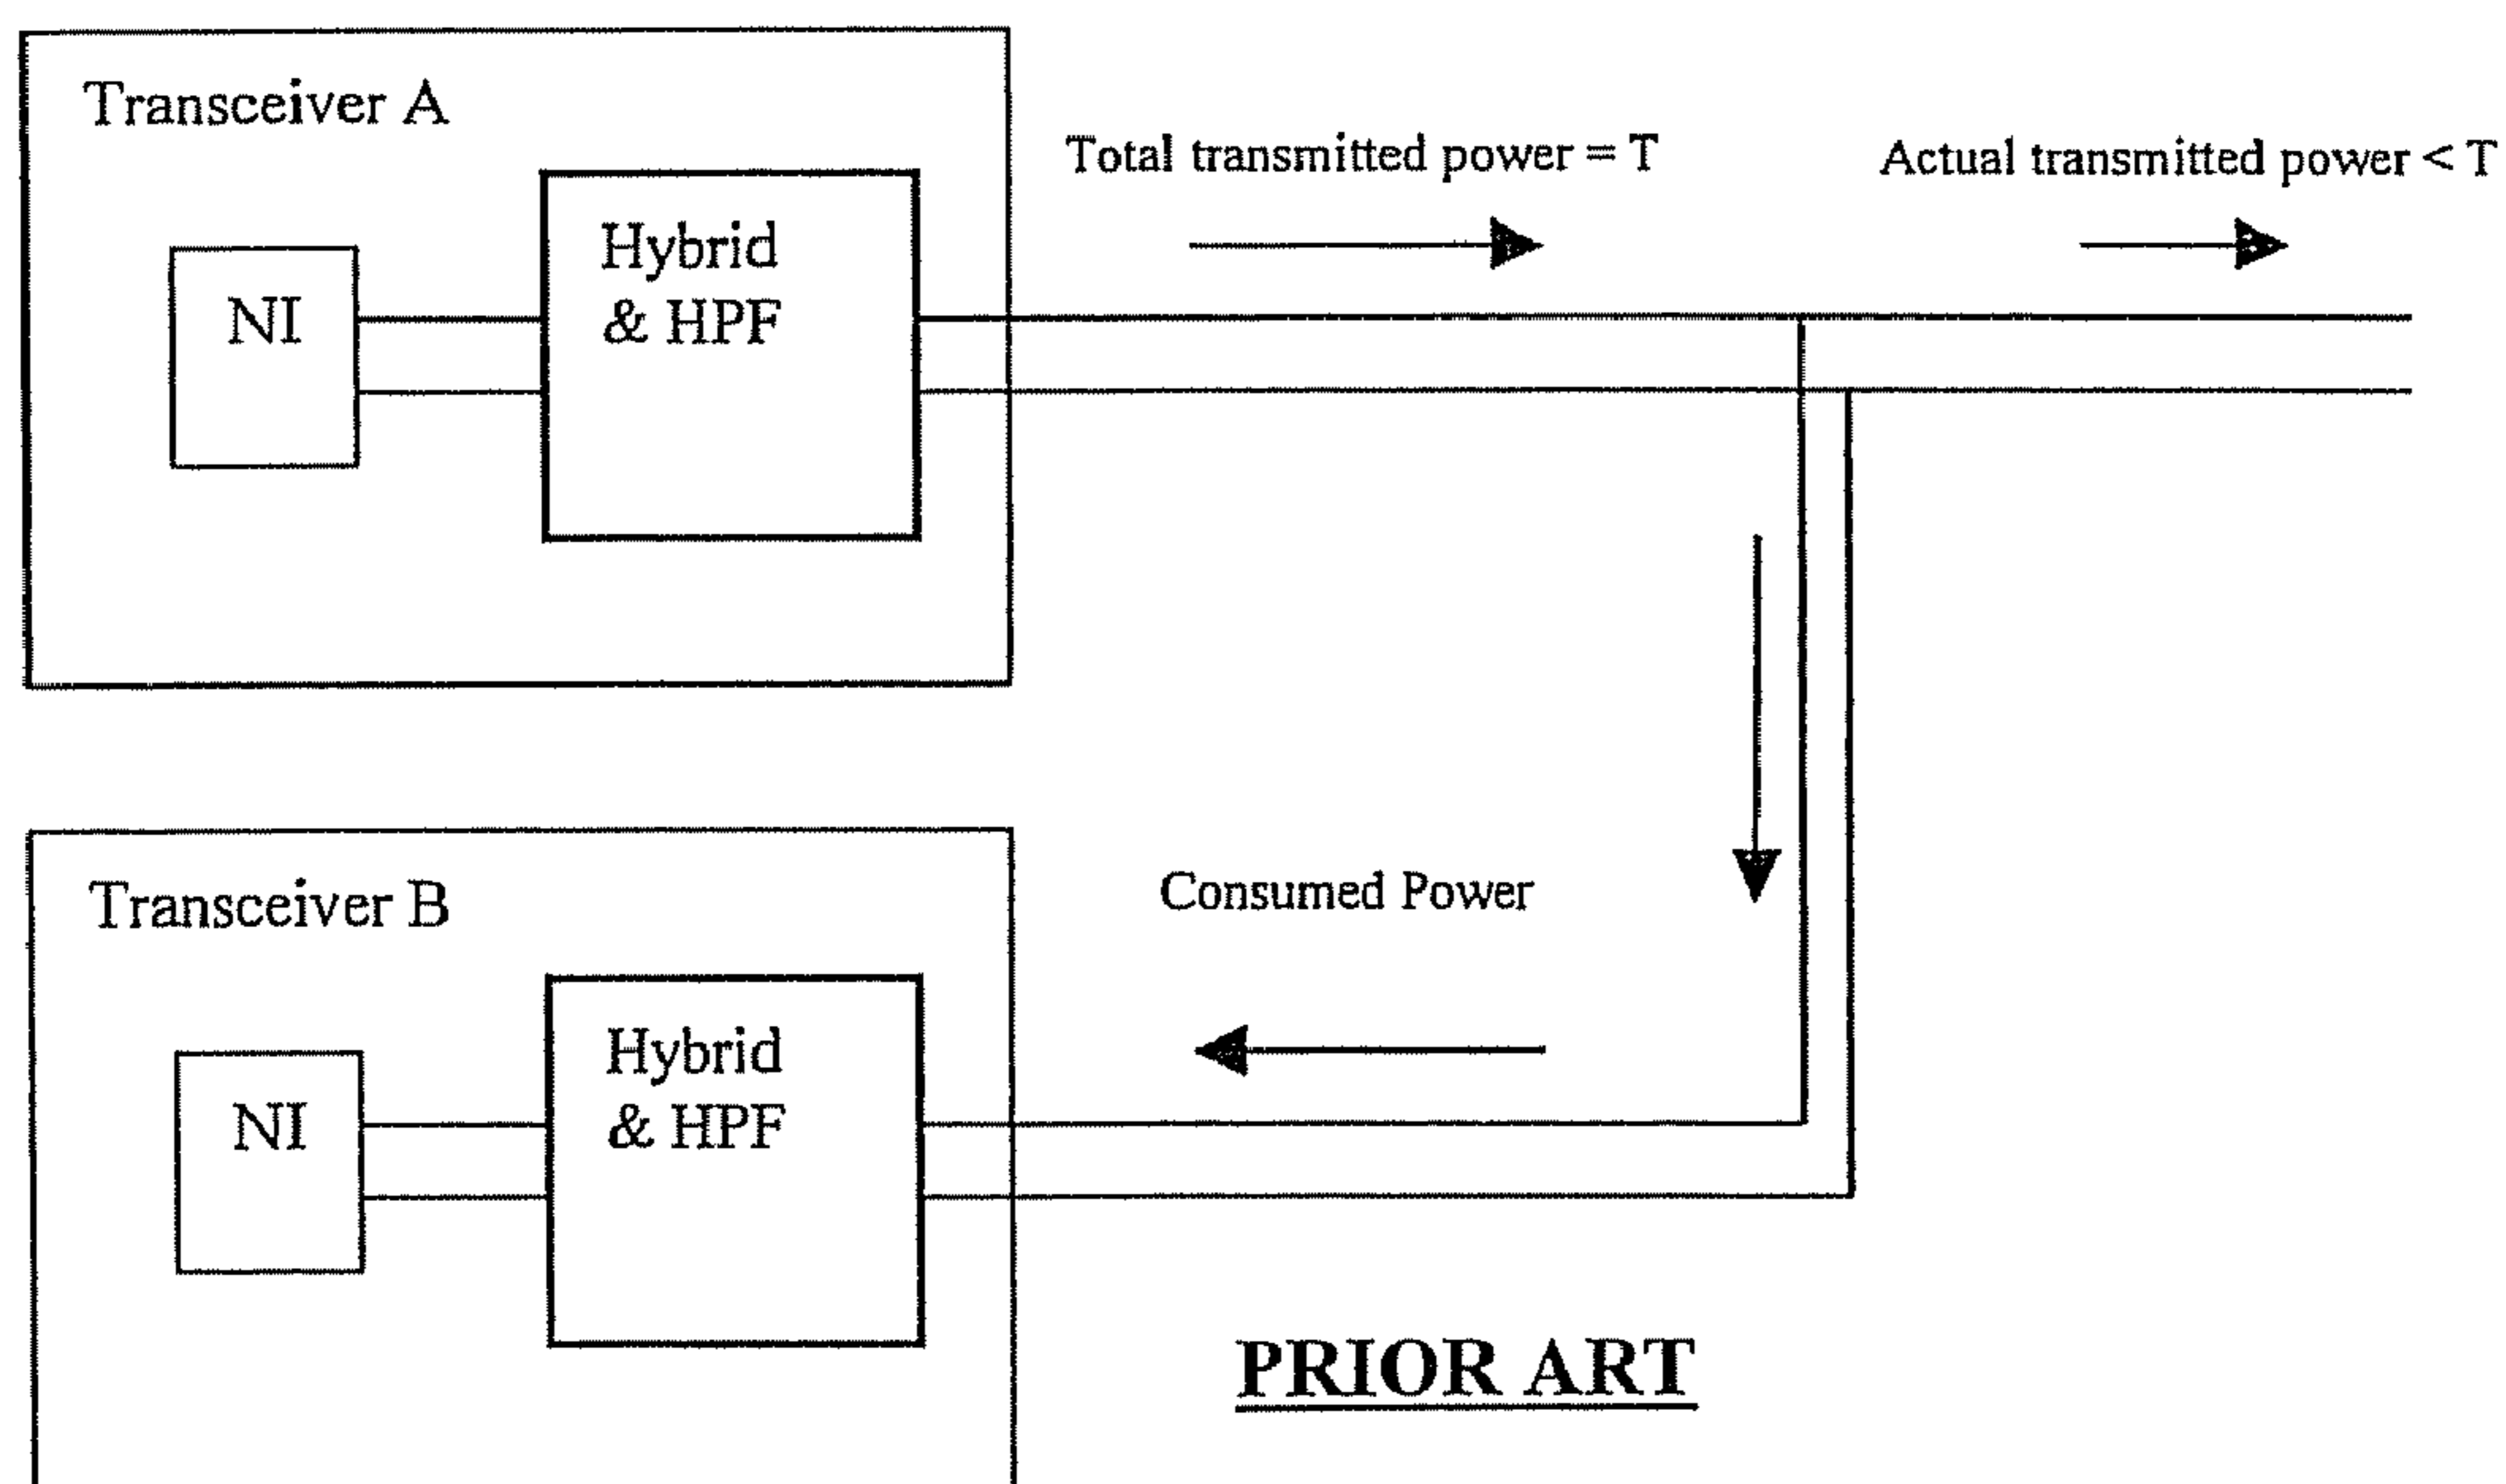 Transceiver A
Total transmitted power = T
Actual transmitted power < T
Hybrid
& HPF
NI
Transceiver B
Consumed Power
Hybrid
& HPF
NI
PRIOR ART